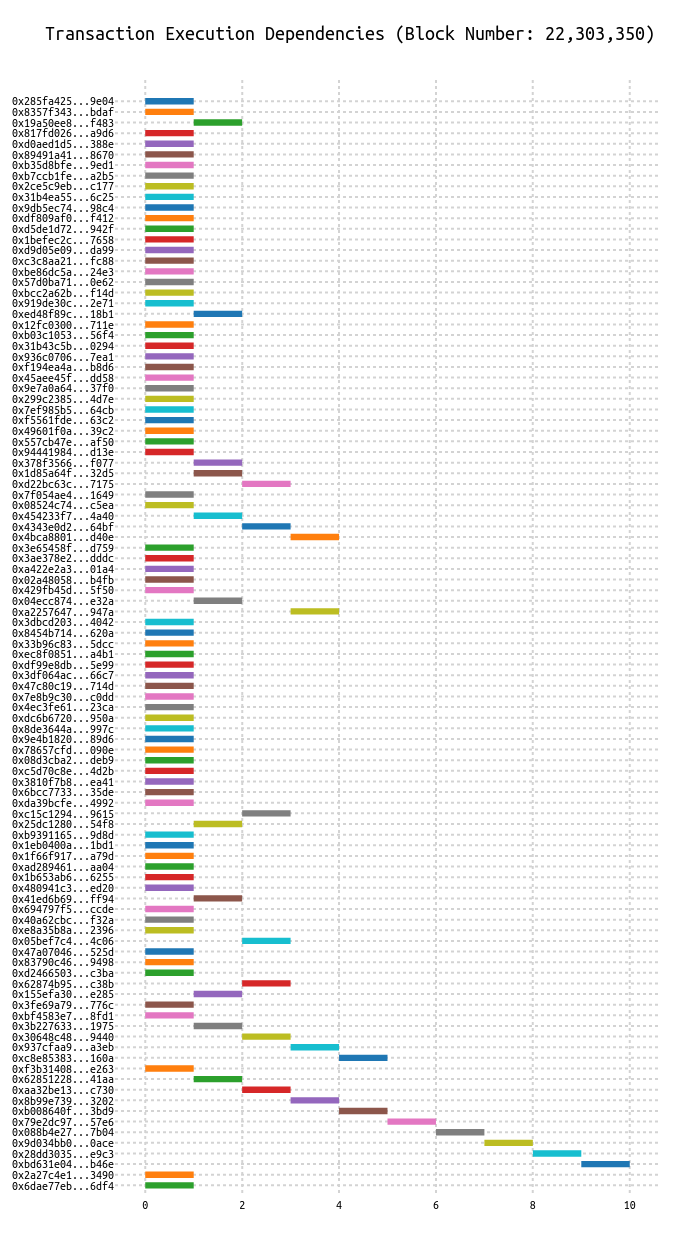 Transaction Execution Dependencies (Block Number: 22,303,350)
0x285fa425...9e04
0x8357f343...bdaf
0x19a50ee8...f483
0x817fd026...a9d6
0xd0aed1d5...388e
0x89491a41...8670
0xb35d8bfe...9ed1
0xb7ccb1fe...a2b5
0x2ce5c9eb...c177
0x31b4ea55...6c25
0x9db5ec74...98c4
0xdf809af0...f412
0xd5de1d72...942f
0x1befec2c...7658
0xd9d05e09...da99
0xc3c8aa21...fc88
0xbe86dc5a...24e3
0x57d0ba71...0e62
0xbcc2a62b...f14d
0x919de30c...2e71
0xed48f89c...18b1
0x12fc0300...711e
0xb03c1053...56f4
0x31b43c5b...0294
0x936c0706...7ea1
0xf194ea4a...b8d6
0x45aee45f...dd58
0x9e7a0a64...37f0
0x299c2385...4d7e
0x7ef985b5...64cb
0xf5561fde...63c2
0x49601f0a...39c2
0x557cb47e...af50
0x94441984...d13e
0x378f3566...f077
0x1d85a64f...32d5
0xd22bc63c...7175
0x7f054ae4...1649
0x08524c74...c5ea
0x454233f7...4a40
0x4343e0d2...64bf
0x4bca8801...d40e
0x3e65458f...d759
0x3ae378e2...dddc
0xa422e2a3...01a4
0x02a48058...b4fb
0x429fb45d...5f50
0x04ecc874...e32a
0xa2257647...947a
0x3dbcd203...4042
0x8454b714...620a
0x33b96c83...5dcc
0xec8f0851...a4b1
0xdf99e8db...5e99
0x3df064ac...66c7
0x47c80c19...714d
0x7e8b9c30...c0dd
0x4ec3fe61...23ca
0xdc6b6720...950a
0x8de3644a...997c
0x9e4b1820...89d6
0x78657cfd...090e
0x08d3cba2...deb9
0xc5d70c8e...4d2b
0x3810f7b8...ea41
0x6bcc7733...35de
0xda39bcfe...4992
0xc15c1294...9615
0x25dc1280...54f8
0xb9391165...9d8d
0x1eb0400a...1bd1
0x1f66f917...a79d
0xad289461...aa04
0x1b653ab6...6255
0x480941c3...ed20
0x41ed6b69...ff94
0x694797f5...ccde
0x40a62cbc...f32a
0xe8a35b8a...2396
0x05bef7c4...4c06
0x47a07046...525d
0x83790c46...9498
0xd2466503...c3ba
0x62874b95...c38b
0x155efa30...e285
0x3fe69a79...776c
0xbf4583e7...8fd1
0x3b227633...1975
0x30648c48...9440
0x937cfaa9...a3eb
0xc8e85383...160a
0xf3b31408...e263
0x62851228...41aa
0xaa32be13...c730
0x8b99e739...3202
0xb008640f...3bd9
0x79e2dc97...57e6
0x088b4e27...7b04
0x9d034bb0...0ace
0x28dd3035...e9c3
0xbd631e04...b46e
0x2a27c4e1...3490
0x6dae77eb...6df4
0 2 4 6 8 10